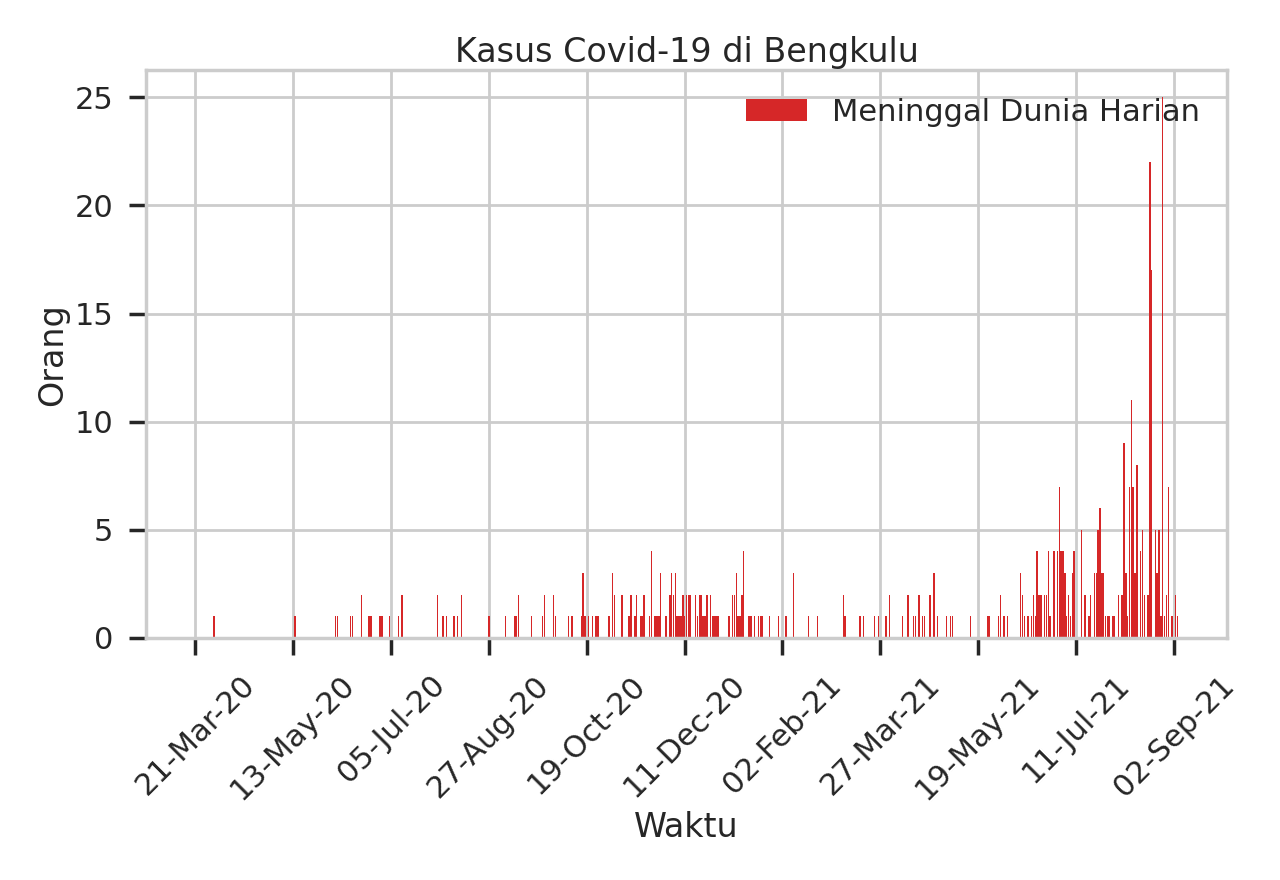 Kasus Covid-19 di Bengkulu
Meninggal Dunia Harian
Orang
25
20
15
10
5
0
21-Mar-20
13-May-20
05-Jul-20
27-Aug-20
19-Oct-20
11-Dec-20
02-Feb-21
27-Mar-21
19-May-21
11-Jul-21
02-Sep-21
Waktu